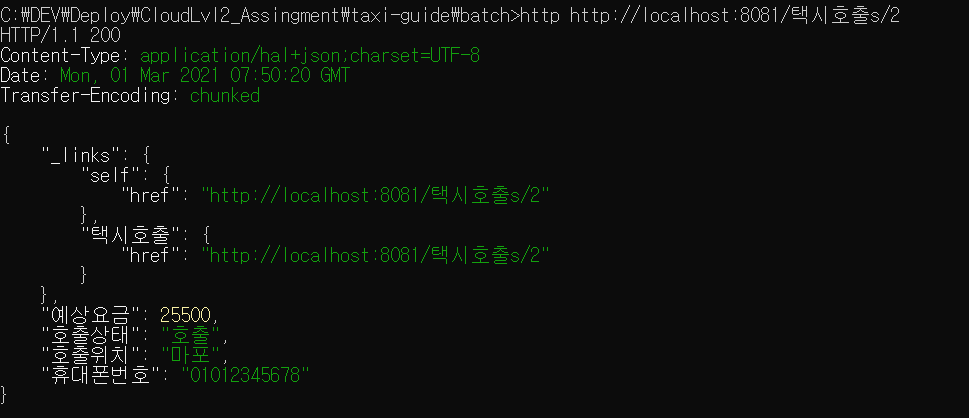 C:₩DEV₩Deploy₩CloudLvl2_Assingment₩taxi-guide₩batch>http http://localhost:8081/택시호출s/2
HTTP/1.1 200
Content-Type: application/hal+json;charset=UTF-8
Date: Mon, 01 Mar 2021 07:50:20 GMT
Transfer-Encoding: chunked
{
    "_links": {
        "self": {
            "href": "http://localhost:8081/택시호출s/2"
        },
        "택시호출": {
            "href": "http://localhost:8081/택시호출s/2"
        }
    },
    "예상요금": 25500,
    "호출상태": "호출",
    "호출위치": "마포",
    "휴대폰번호": "01012345678"
}